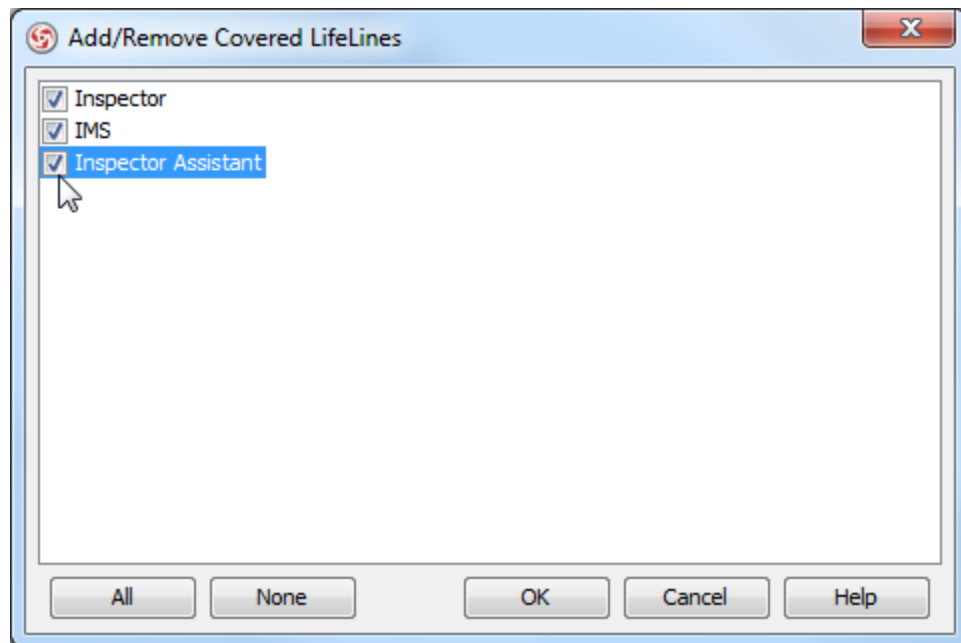 Add/Remove Covered LifeLines
Inspector
IMS
Inspector Assistant
All None OK Cancel Help